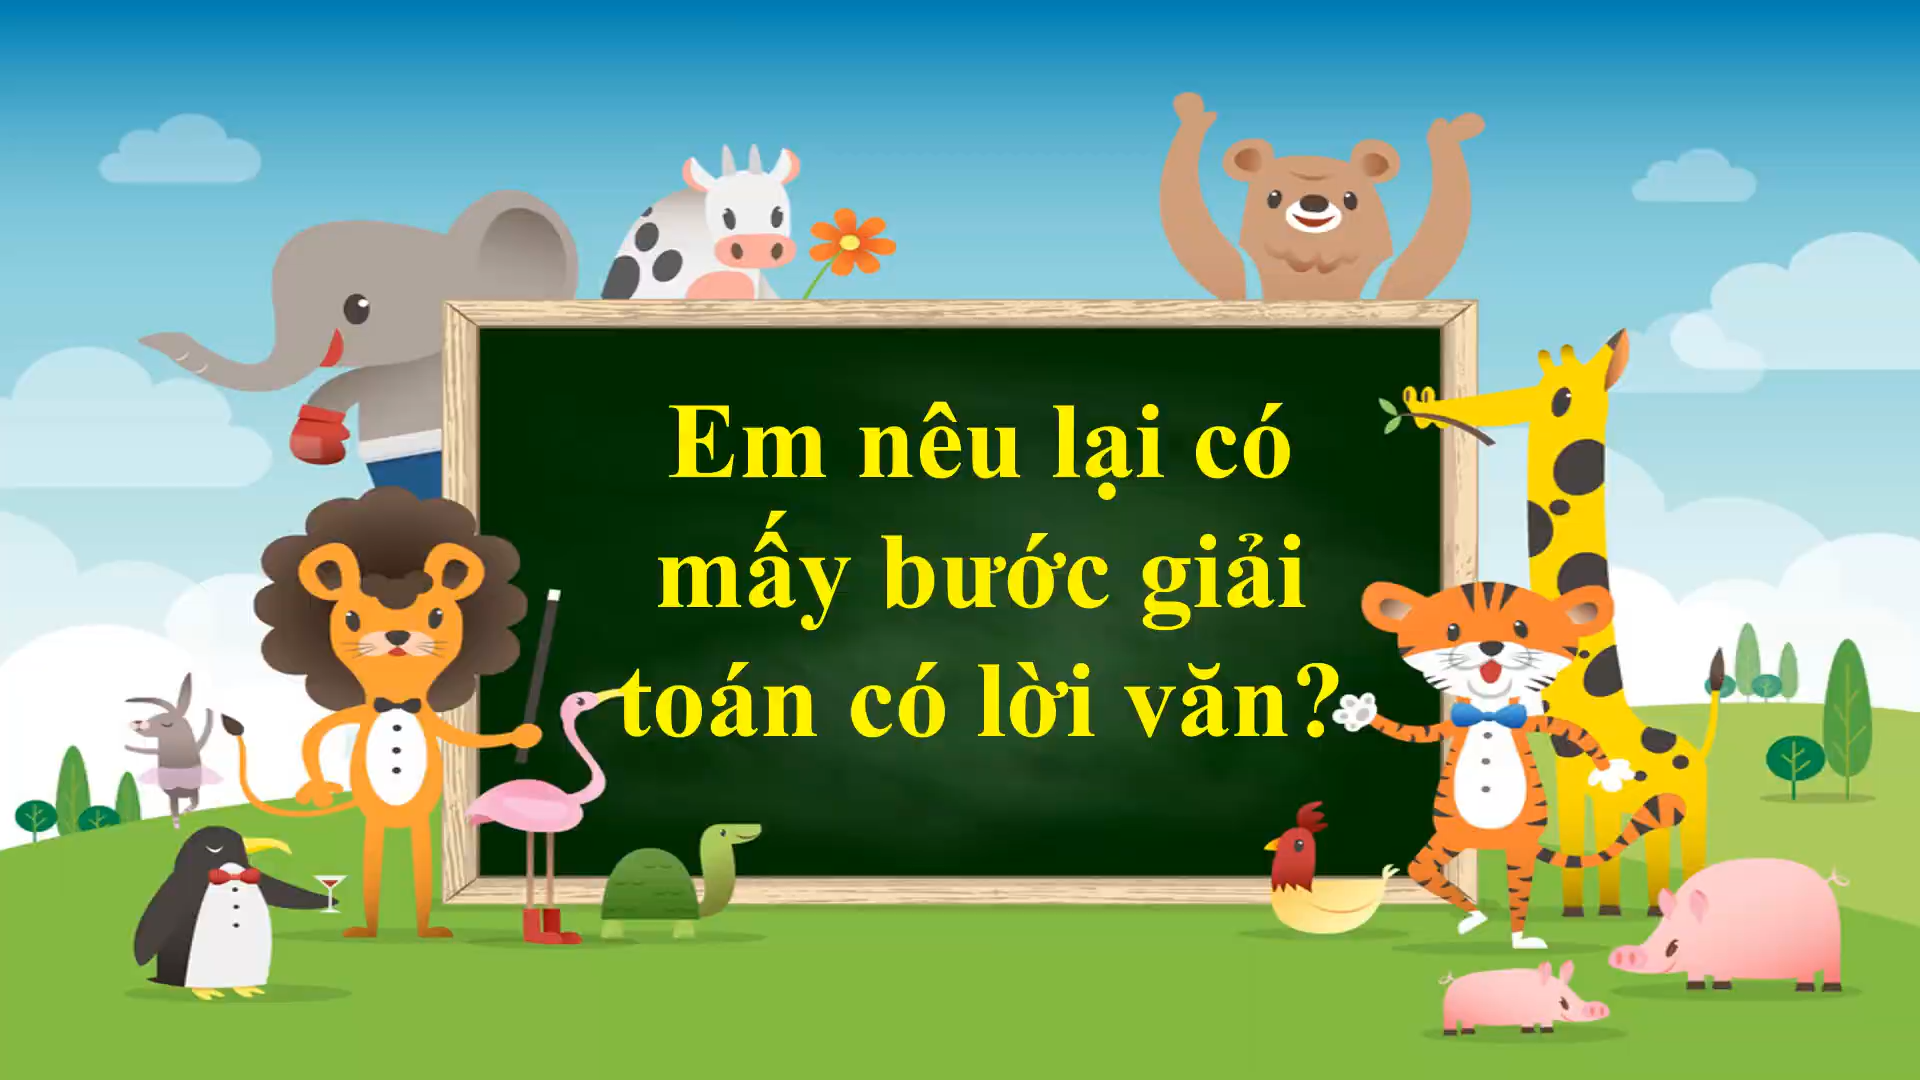 Em nêu lại có
mấy bước giải
toán có lời văn?